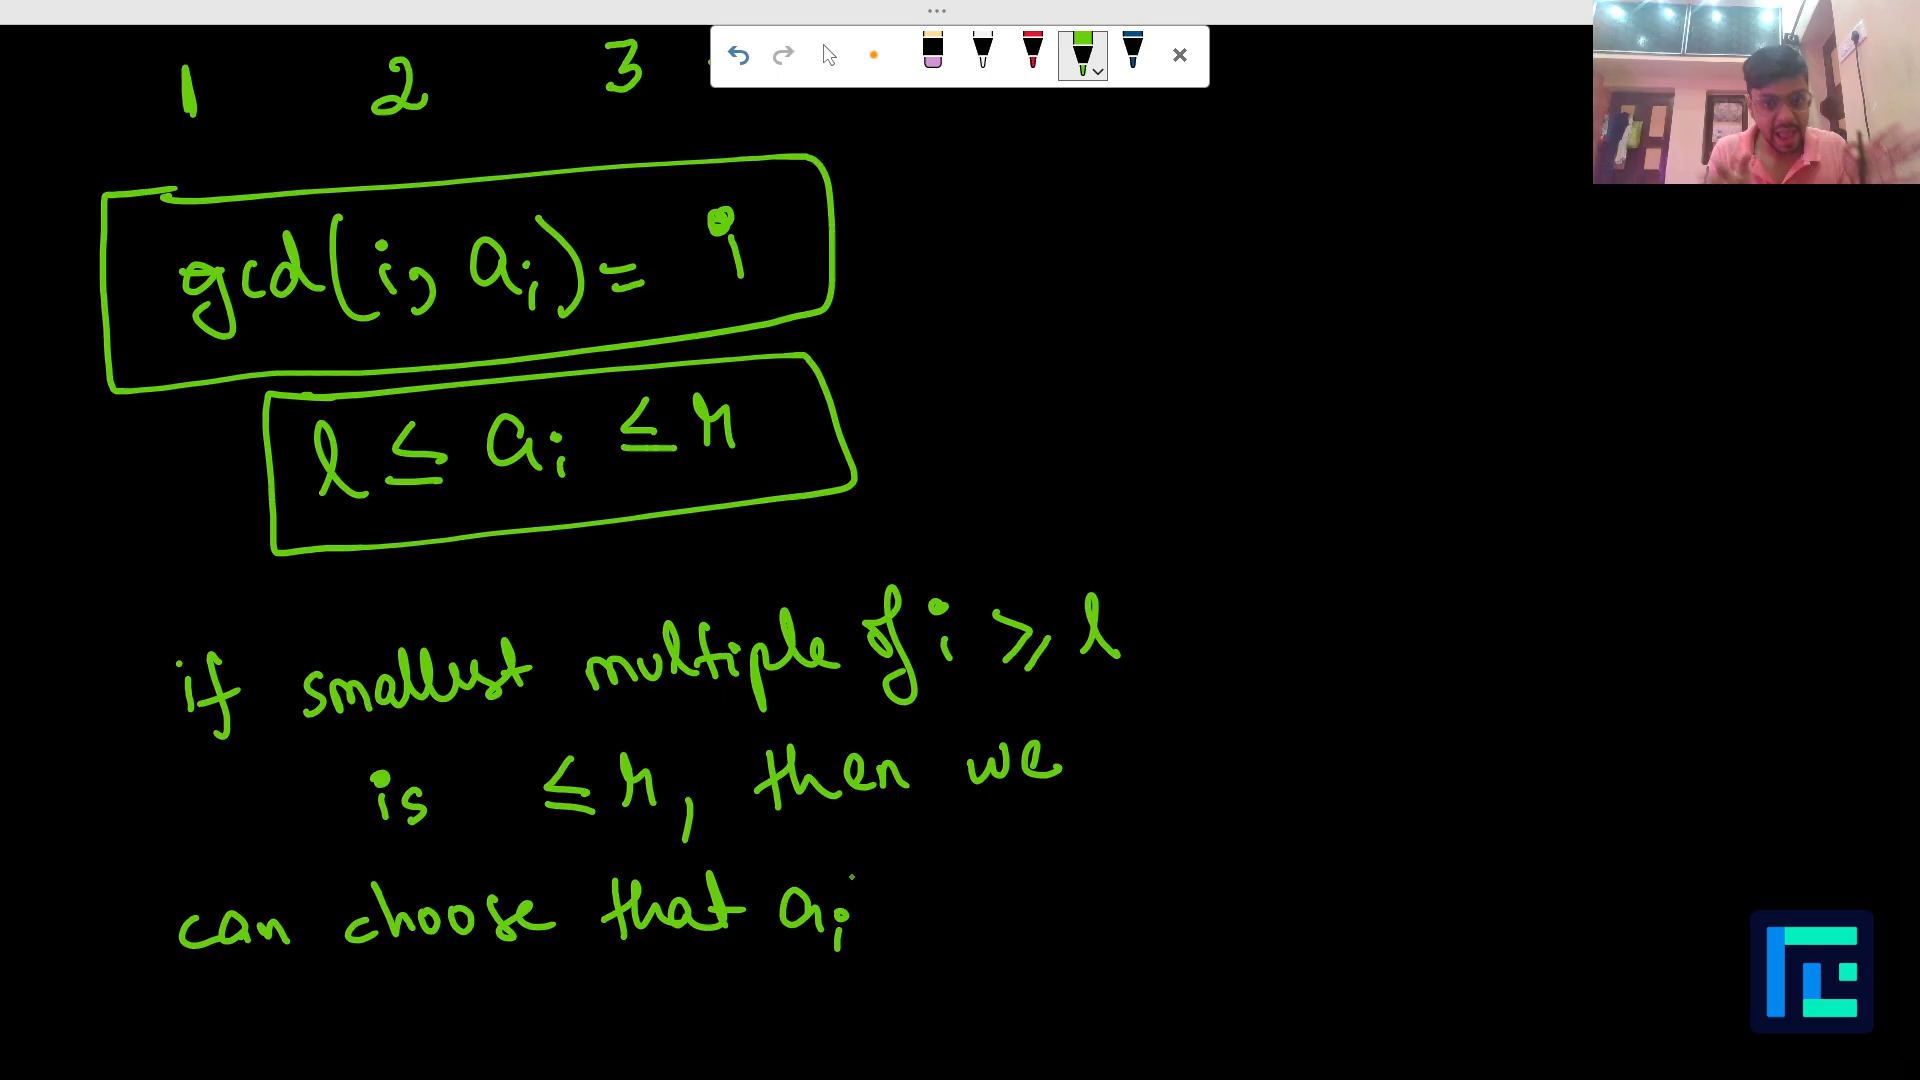 1 2 3
gcd(i, aᵢ) = i
l ≤ aᵢ ≤ r
if smallest multiple of i ≥ l
is ≤ r, then we
can choose that aᵢ